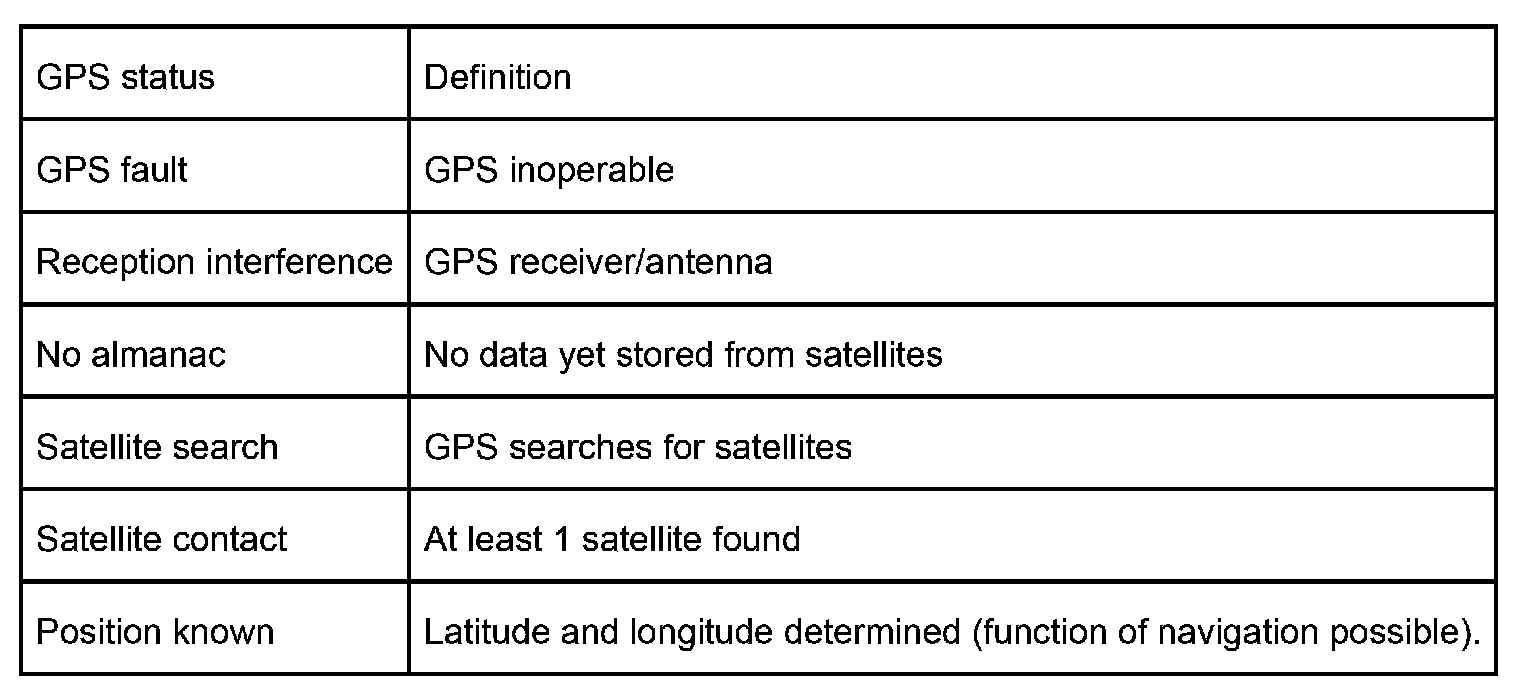 GPS status Definition
GPS fault GPS inoperable
Reception interference GPS receiver/antenna
No almanac No data yet stored from satellites
Satellite search GPS searches for satellites
Satellite contact At least 1 satellite found
Position known Latitude and longitude determined (function of navigation possible).